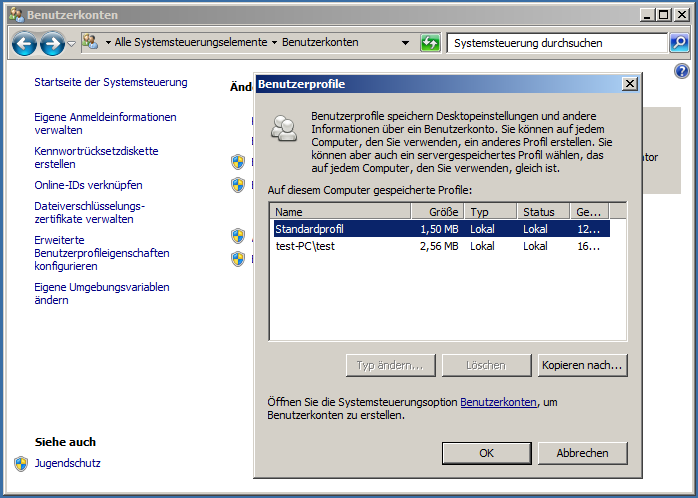 Benutzerkonten
Alle Systemsteuerungselemente Benutzerkonten
Systemsteuerung durchsuchen
Startseite der Systemsteuerung
Eigene Anmeldeinformationen
verwalten
Kennwortrücksetzdiskette
erstellen
Online-IDs verknüpfen
Dateiverschlüsselungs-
zertifikate verwalten
Erweiterte
Benutzerprofileigenschaften
konfigurieren
Eigene Umgebungsvariablen
ändern
Siehe auch
Jugendschutz
Benutzerprofile
Benutzerprofile speichern Desktopeinstellungen und andere
Informationen über ein Benutzerkonto. Sie können auf jedem
Computer, den Sie verwenden, ein anderes Profil erstellen. Sie
können aber auch ein servergespeichertes Profil wählen, das
auf jedem Computer, den Sie verwenden, gleich ist.
Auf diesem Computer gespeicherte Profile:
Name Größe Typ Status Ge...
Standardprofil 1,50 MB Lokal Lokal 12...
test-PC\test 2,56 MB Lokal Lokal 16...
Typ ändern... Löschen Kopieren nach...
Öffnen Sie die Systemsteuerungsoption Benutzerkonten, um
Benutzerkonten zu erstellen.
OK Abbrechen